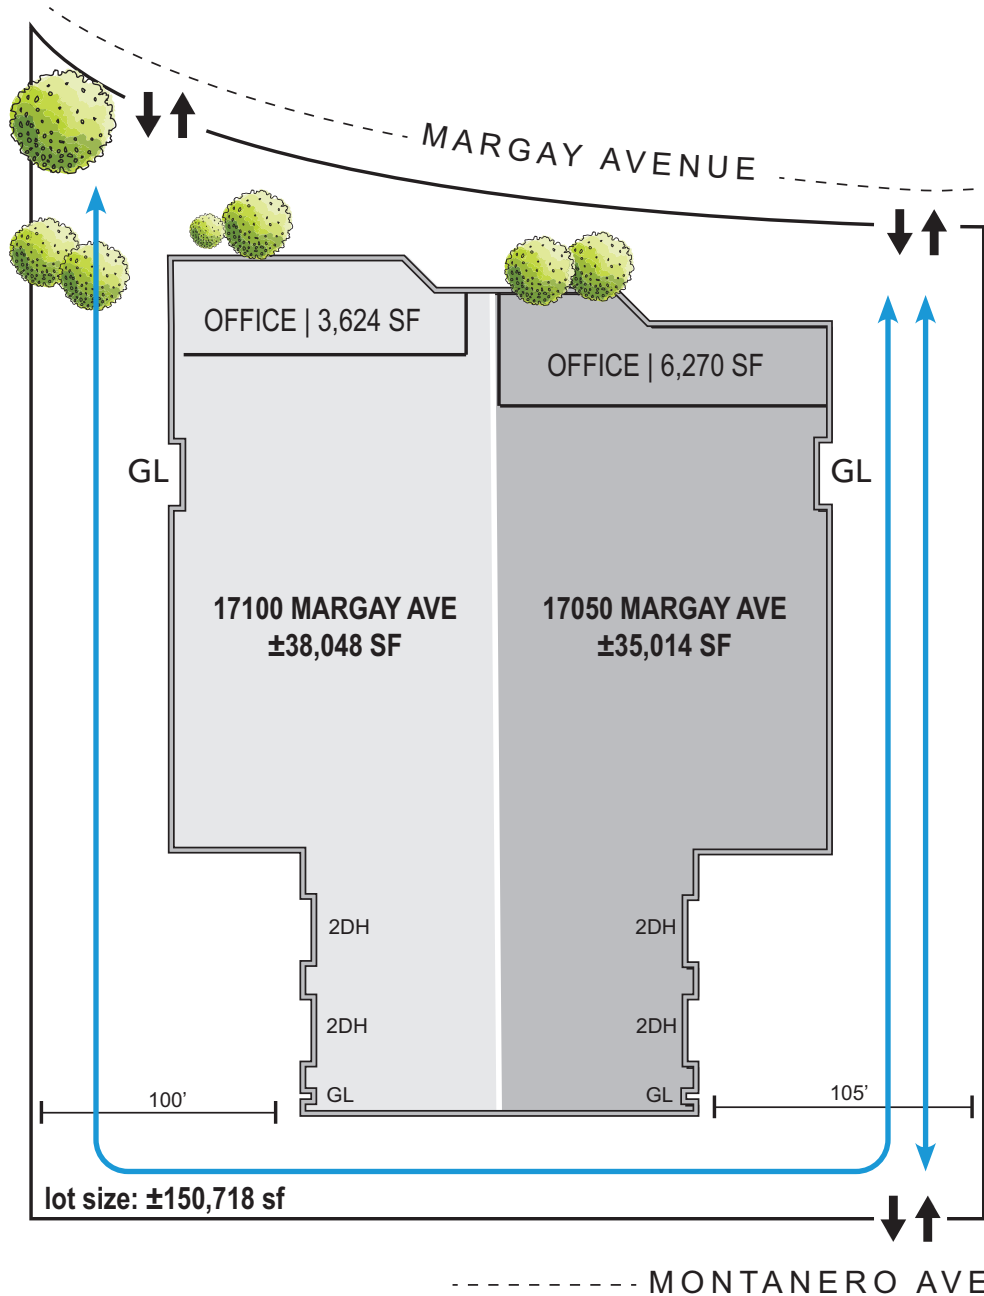 MARGAY AVENUE
OFFICE | 3,624 SF
OFFICE | 6,270 SF
GL
GL
17100 MARGAY AVE
±38,048 SF
17050 MARGAY AVE
±35,014 SF
2DH
2DH
2DH
2DH
GL
GL
100’
105’
lot size: ±150,718 sf
MONTANERO AVE